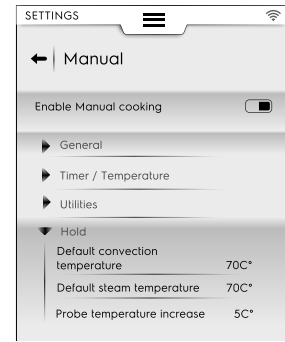 SETTINGS
Manual
Enable Manual cooking
General
Timer / Temperature
Utilities
Hold
Default convection
temperature 70C°
Default steam temperature 70C°
Probe temperature increase 5C°